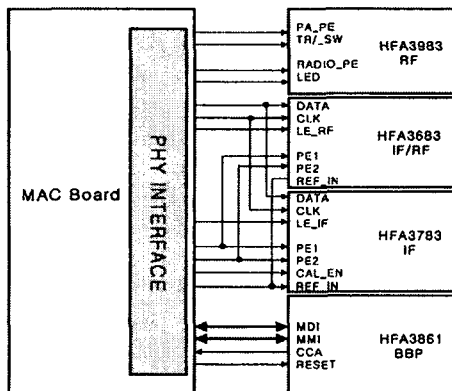 MAC Board
PHY INTERFACE
PA_PE
TR/_SW
RADIO_PE
LED
HFA3983
RF
DATA
CLK
LE_RF
PE1
PE2
REF_IN
HFA3683
IF/RF
DATA
CLK
LE_IF
PE1
PE2
CAL_EN
REF_IN
HFA3783
IF
MDI
MMI
CCA
RESET
HFA3861
BBP